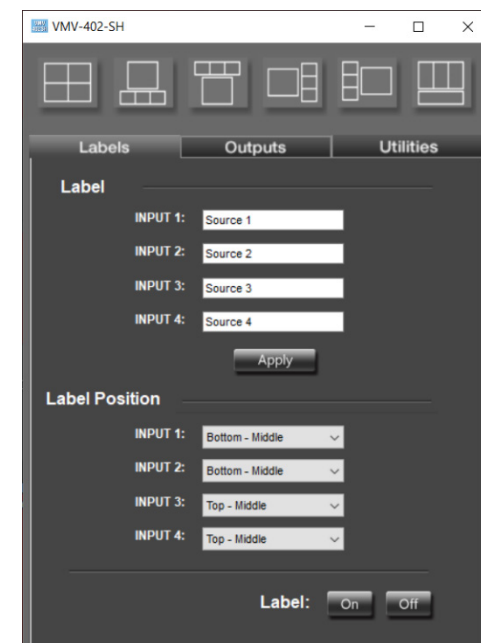 VMV-402-SH
Labels Outputs Utilities
Label
INPUT 1: Source 1
INPUT 2: Source 2
INPUT 3: Source 3
INPUT 4: Source 4
Apply
Label Position
INPUT 1: Bottom - Middle
INPUT 2: Bottom - Middle
INPUT 3: Top - Middle
INPUT 4: Top - Middle
Label: On Off